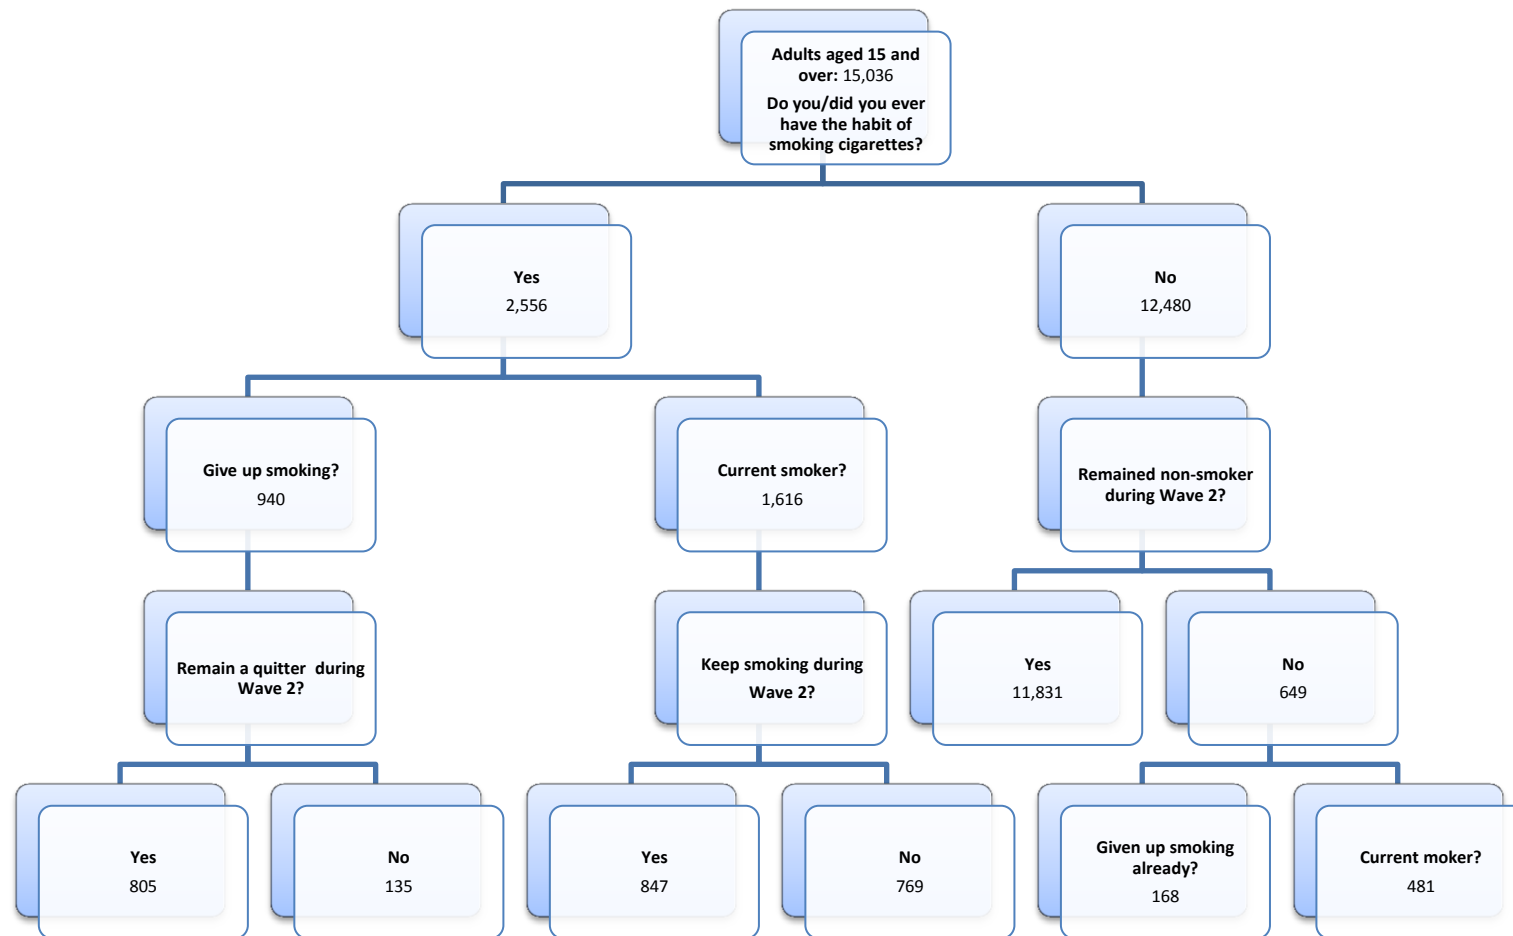 Adults aged 15 and
over: 15,036
Do you/did you ever
have the habit of
smoking cigarettes?
Yes
2,556
No
12,480
Give up smoking?
940
Current smoker?
1,616
Remained non-smoker
during Wave 2?
Remain a quitter during
Wave 2?
Keep smoking during
Wave 2?
Yes
11,831
No
649
Yes
805
No
135
Yes
847
No
769
Given up smoking
already?
168
Current moker?
481